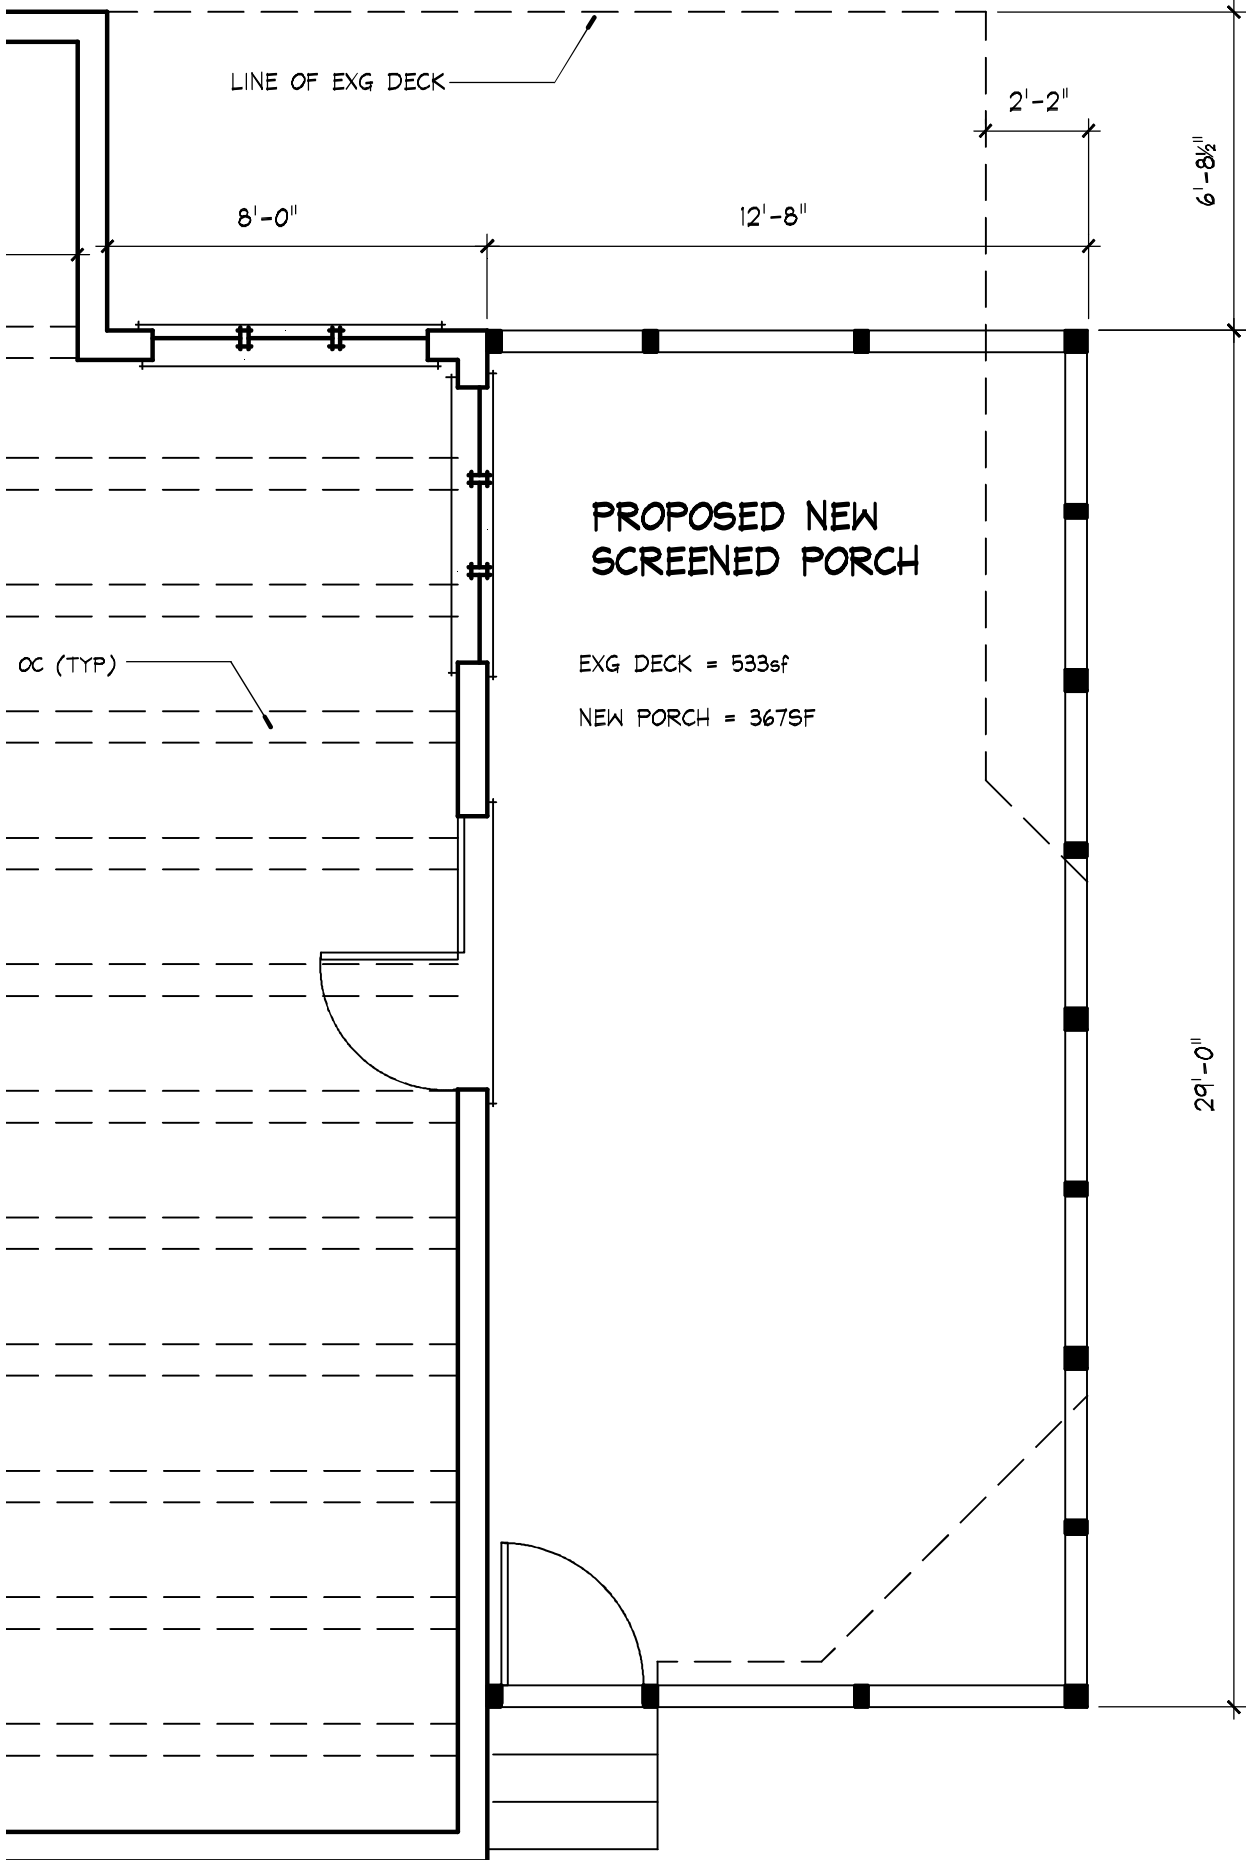 LINE OF EXG DECK
2'-2"
6'-8½"
8'-0"
12'-8"
PROPOSED NEW
SCREENED PORCH
OC (TYP)
EXG DECK = 533sf
NEW PORCH = 367SF
29'-0"